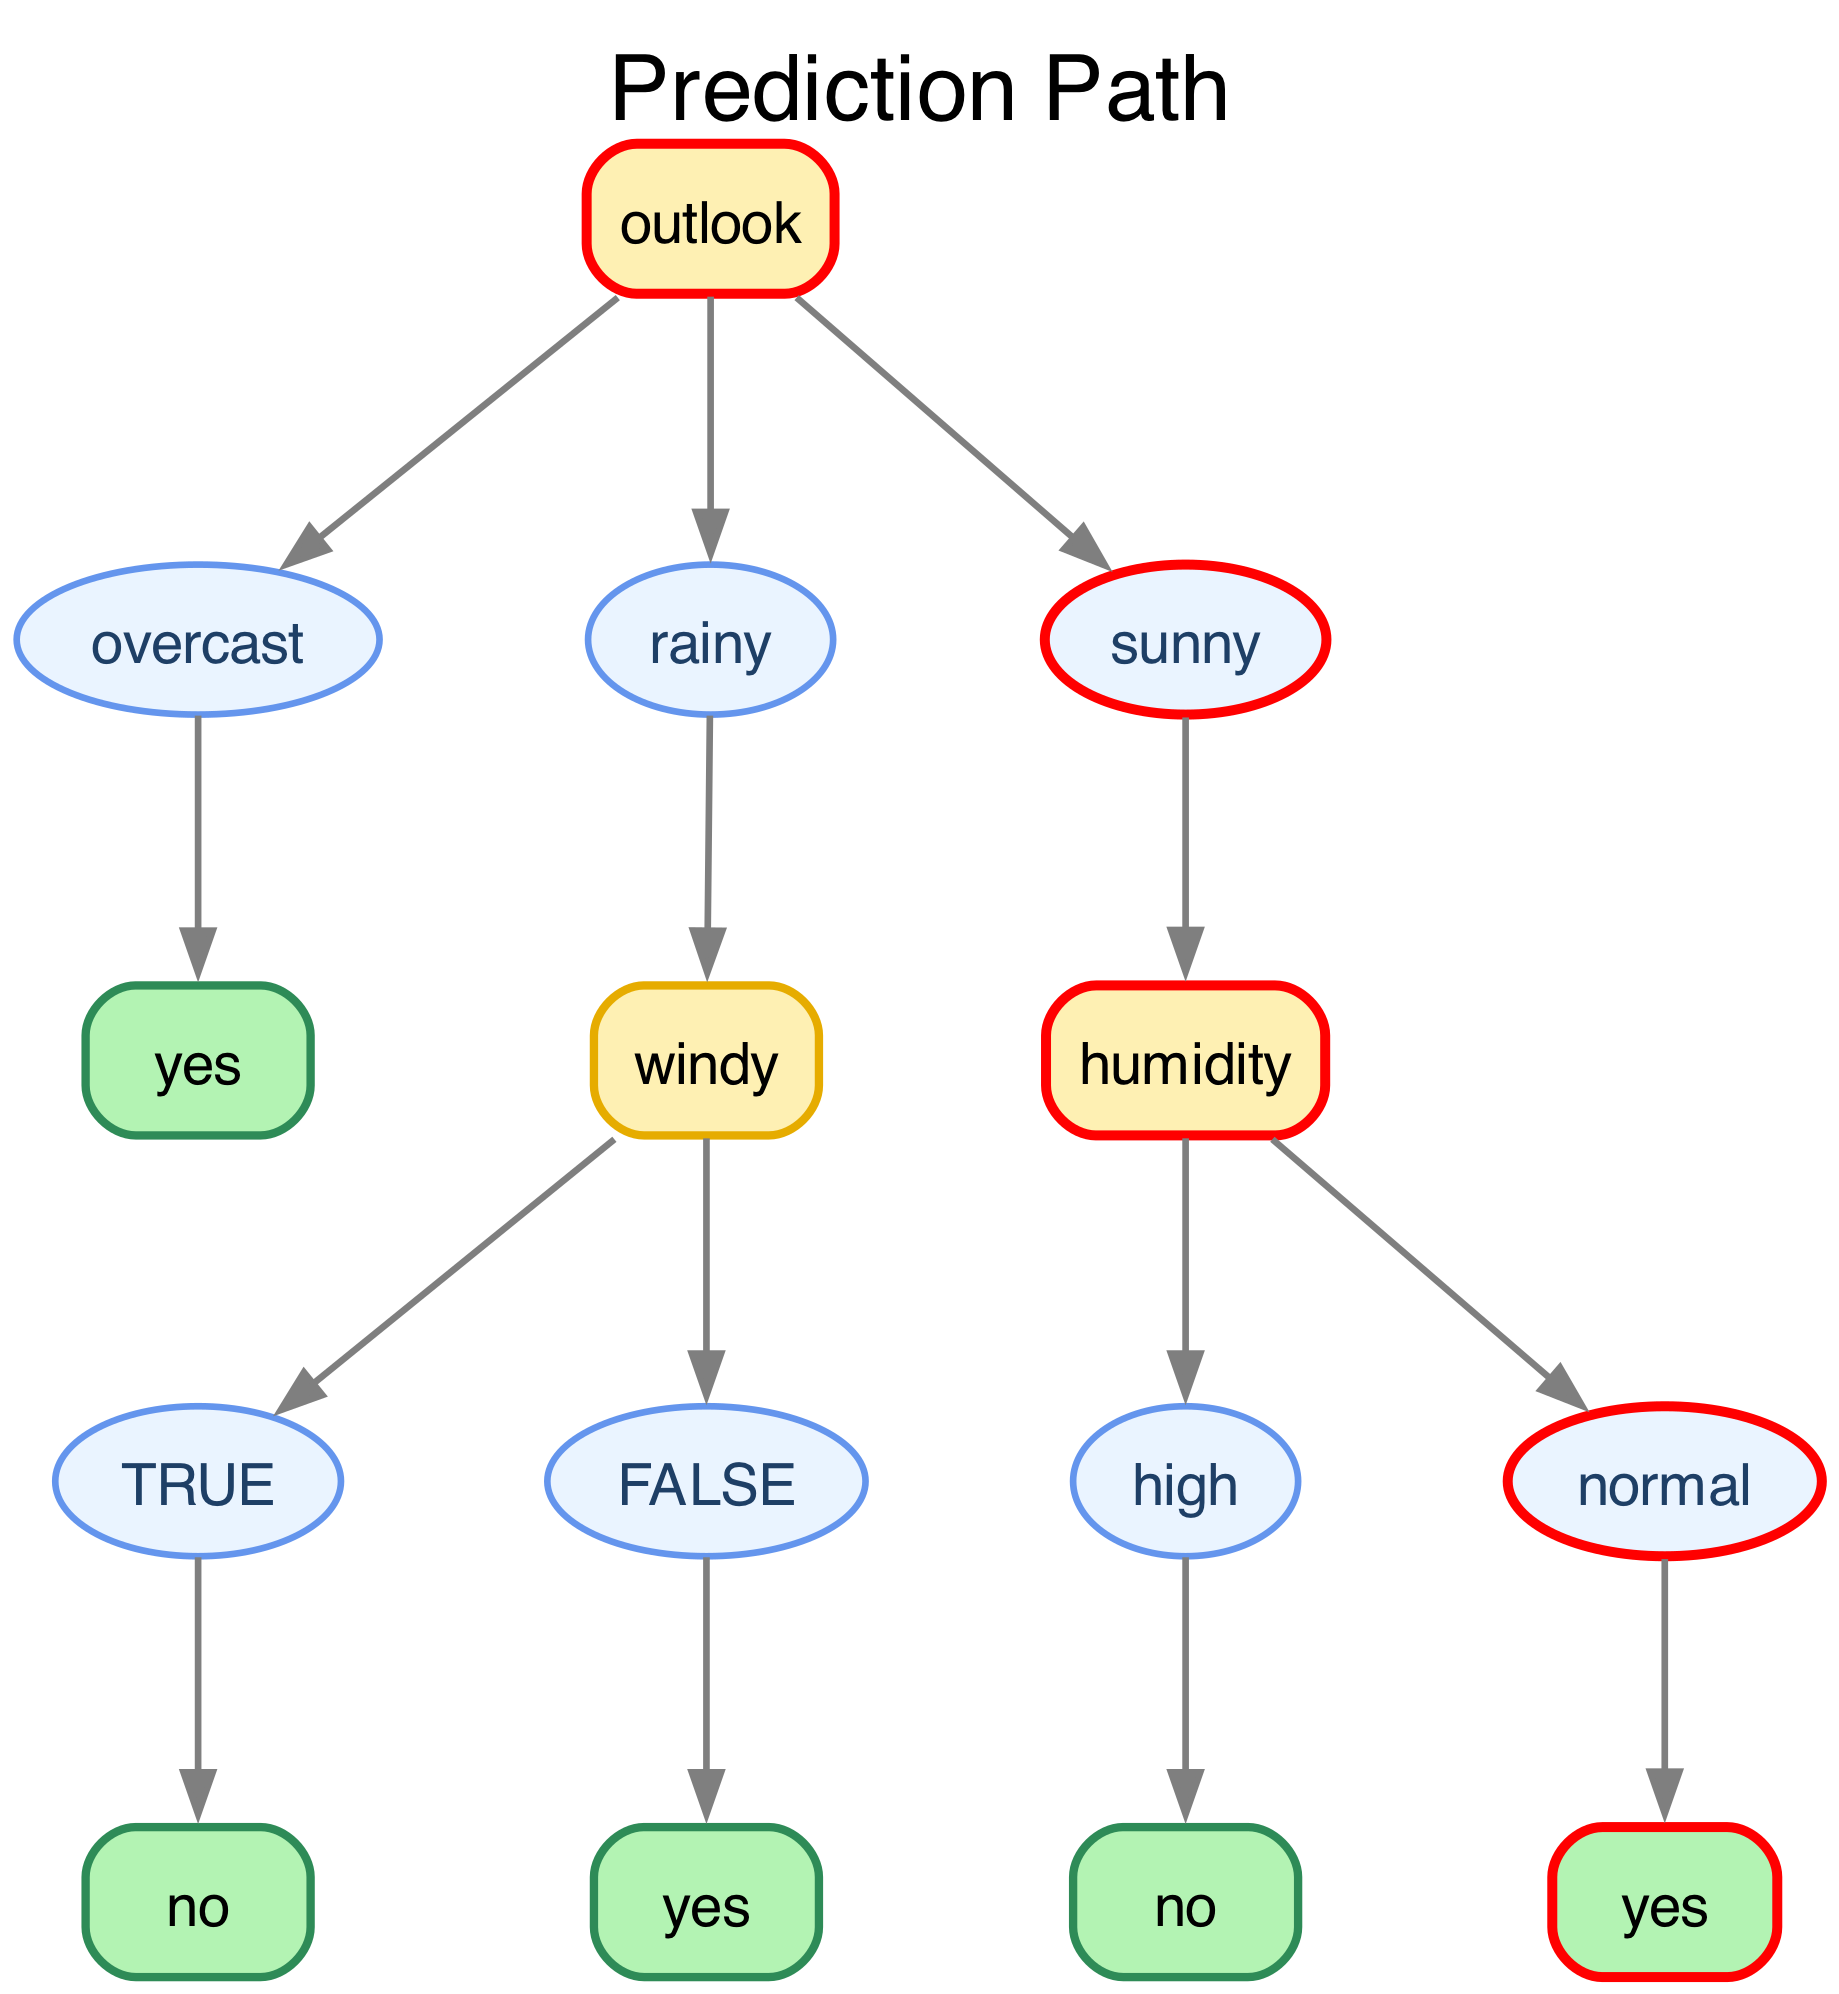 Prediction Path
outlook
overcast
rainy
sunny
yes
windy
humidity
TRUE
FALSE
high
normal
no
yes
no
yes